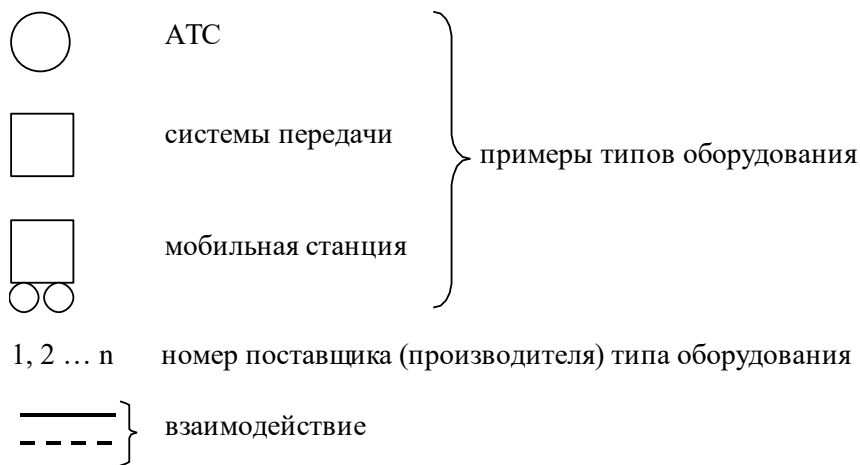 АТС
системы передачи
примеры типов оборудования
мобильная станция
1, 2 … n номер поставщика (производителя) типа оборудования
взаимодействие